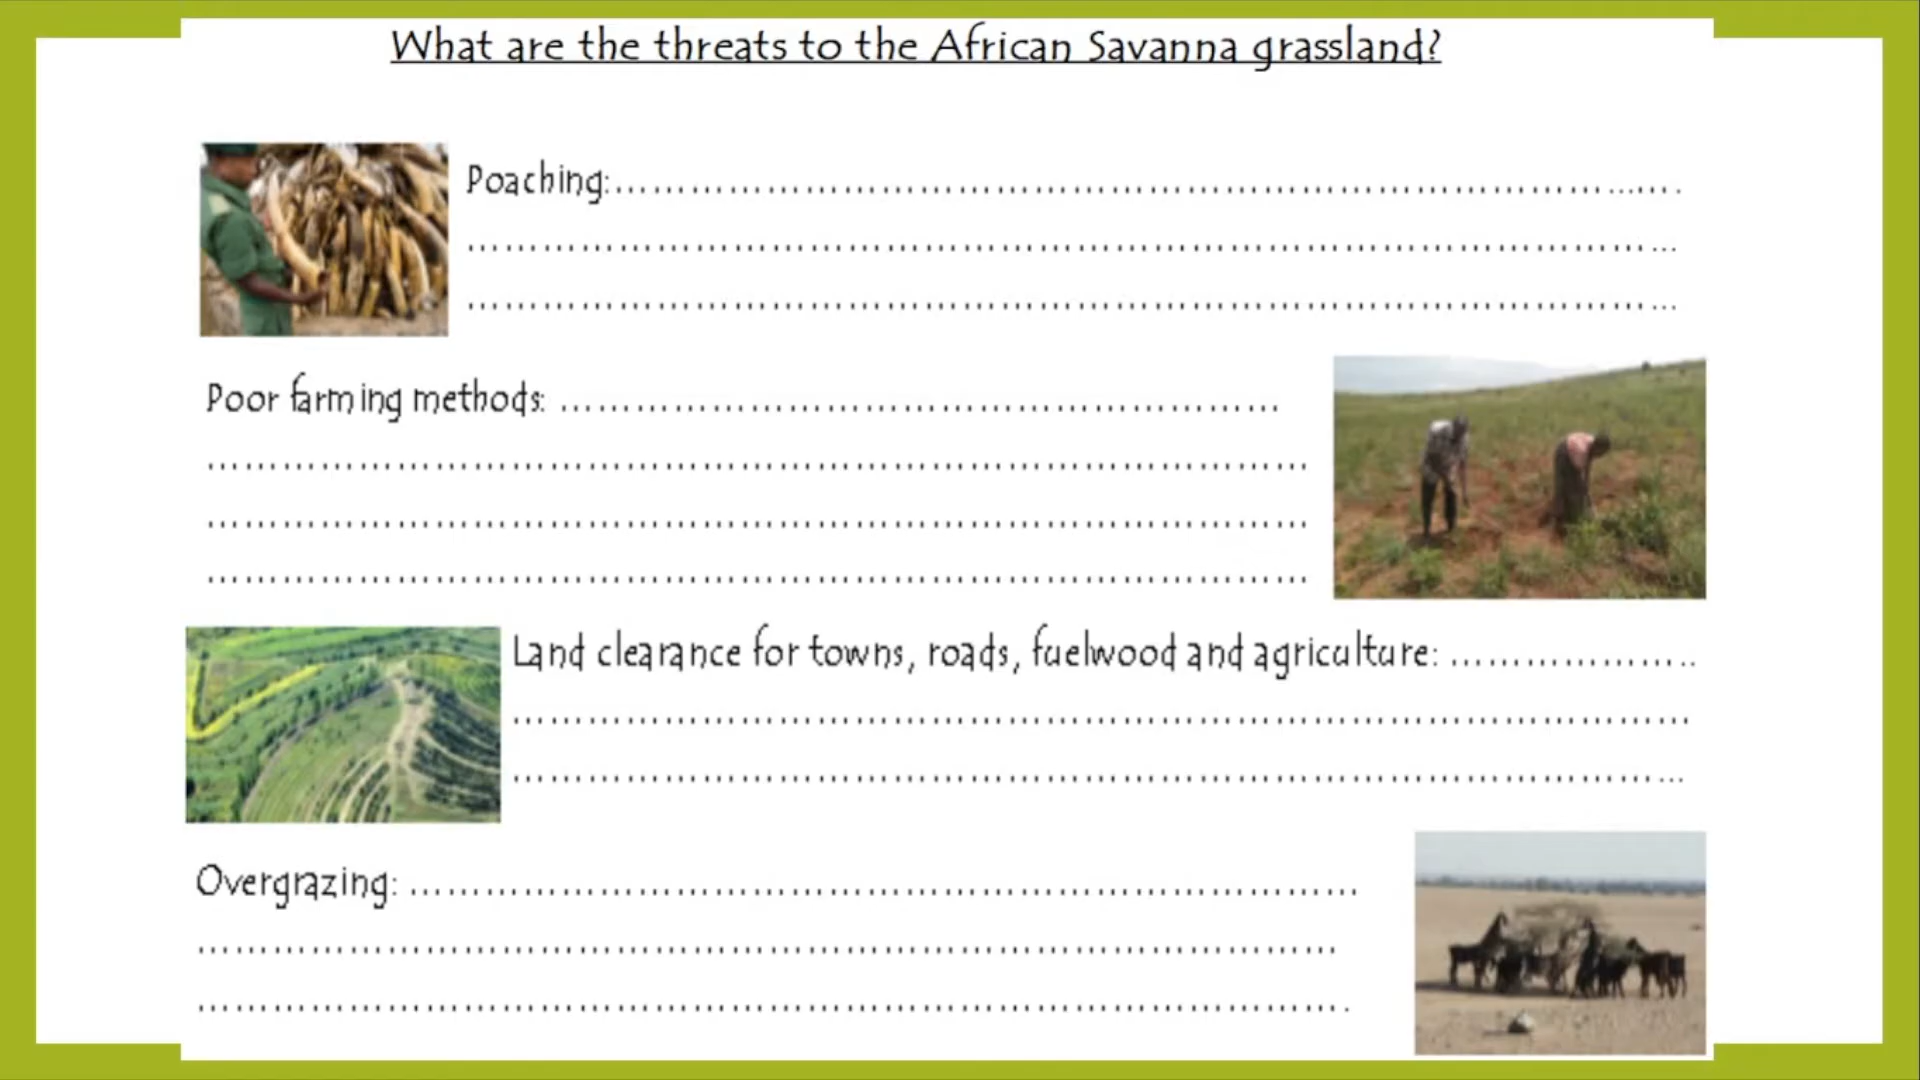 What are the threats to the African Savanna grassland?
Poaching:................................................................................................
................................................................................................
................................................................................................
Poor farming methods: .........................................................
........................................................................................
........................................................................................
........................................................................................
Land clearance for towns, roads, fuelwood and agriculture: ....................
..............................................................................................
..............................................................................................
Overgrazing: ...........................................................................
...........................................................................................
...........................................................................................